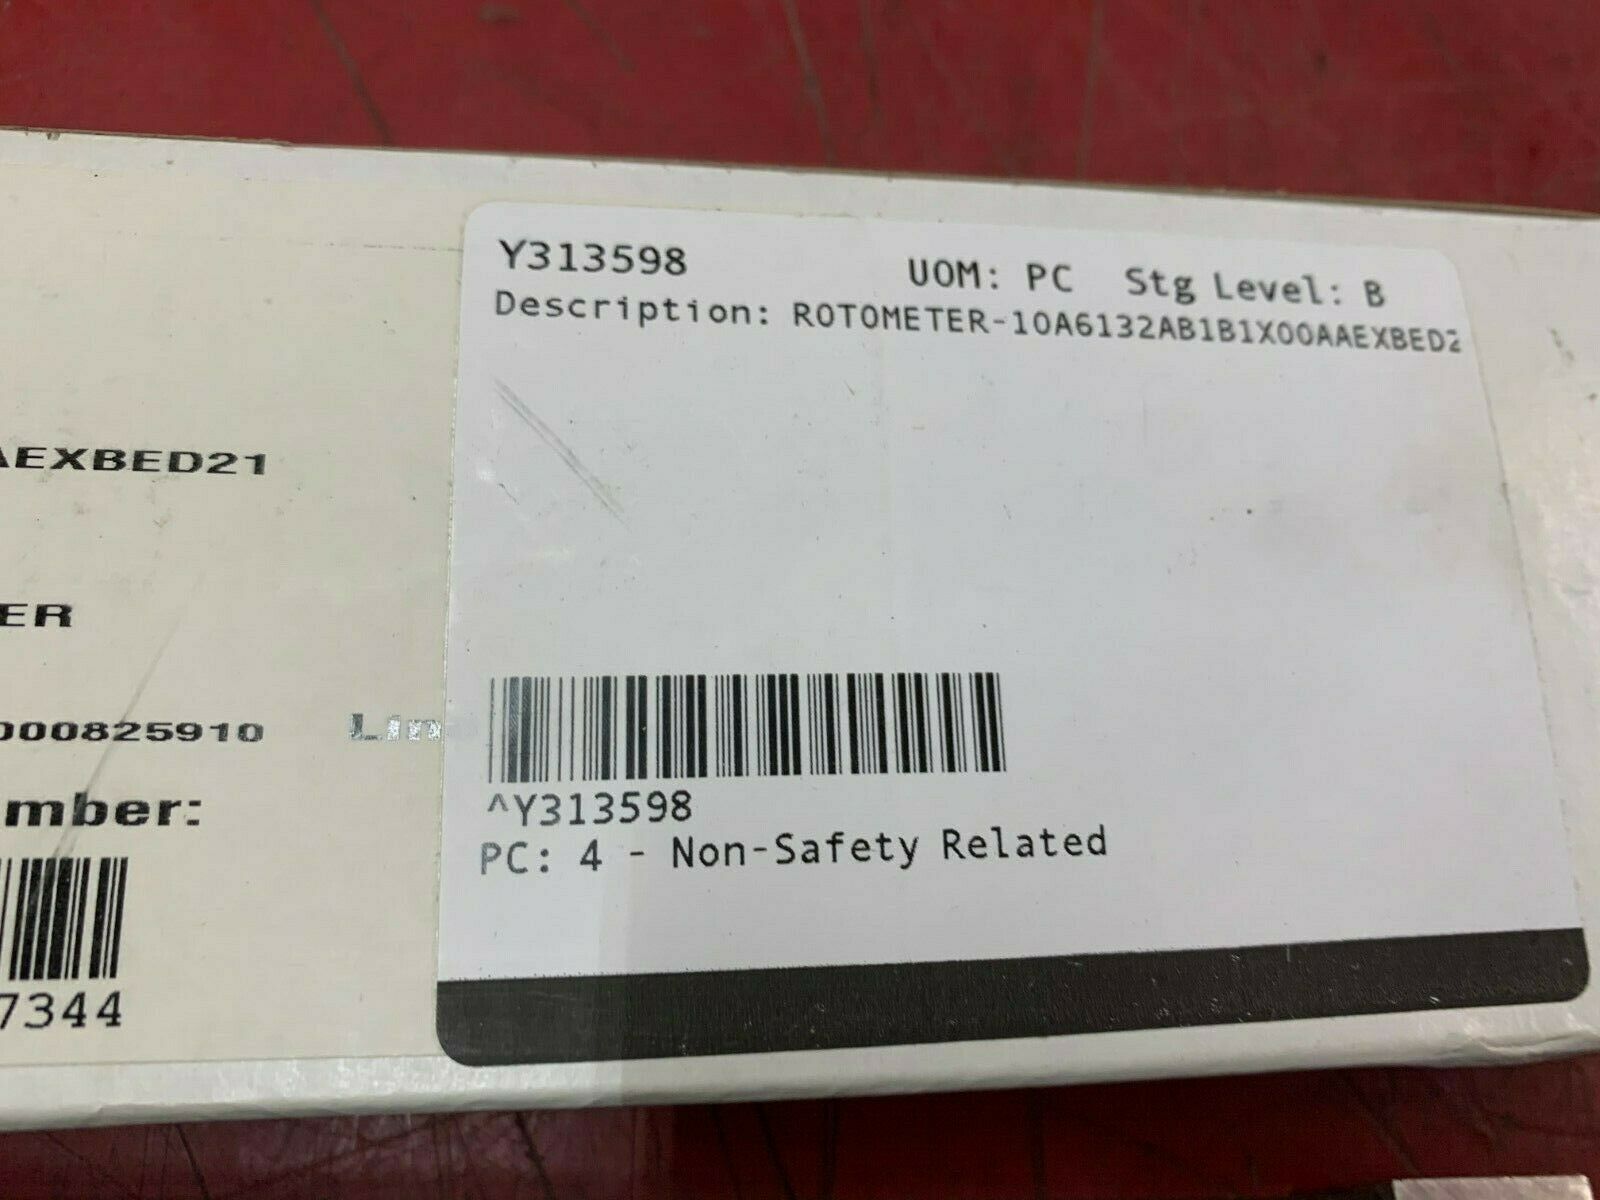 Y313598 UOM: PC Stg Level: B
Description: ROTOMETER-10A6132AB1B1X00AAEXBED2
AEXBED21
ER
000825910 Lin
^Y313598
mber:
PC: 4 - Non-Safety Related
7344